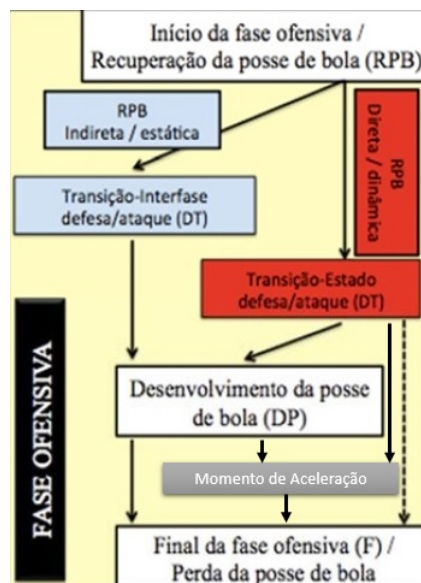 Início da fase ofensiva /
Recuperação da posse de bola (RPB)
RPB
Indireta / estática
RPB
Direta / dinâmica
Transição-Interfase
defesa/ataque (DT)
Transição-Estado
defesa/ataque (DT)
FASE OFENSIVA
Desenvolvimento da posse
de bola (DP)
Momento de Aceleração
Final da fase ofensiva (F) /
Perda da posse de bola